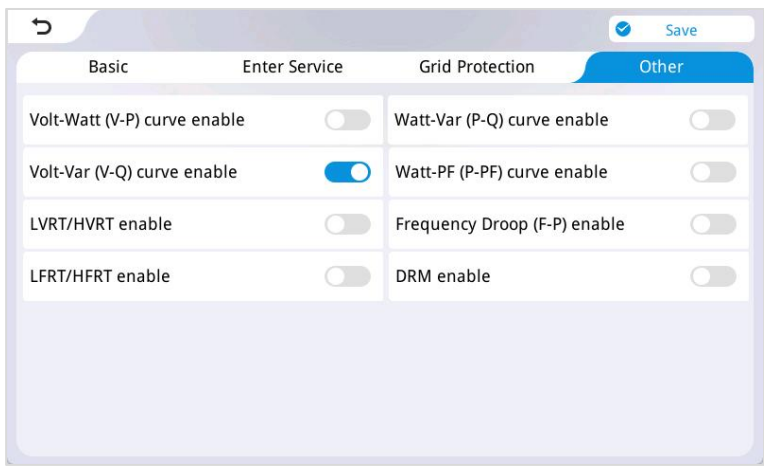 Save
Basic Enter Service Grid Protection Other
Volt-Watt (V-P) curve enable Watt-Var (P-Q) curve enable
Volt-Var (V-Q) curve enable Watt-PF (P-PF) curve enable
LVRT/HVRT enable Frequency Droop (F-P) enable
LFRT/HFRT enable DRM enable